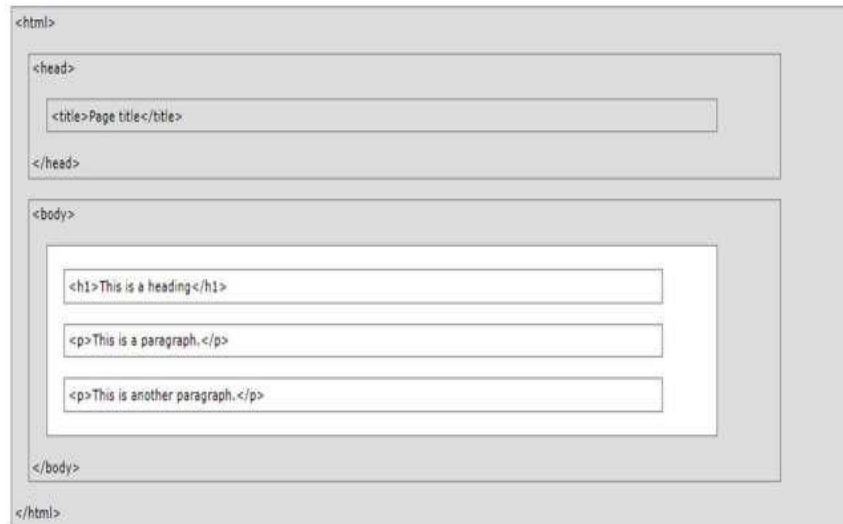 <html>
<head>
<title>Page title</title>
</head>
<body>
<h1>This is a heading</h1>
<p>This is a paragraph.</p>
<p>This is another paragraph.</p>
</body>
</html>